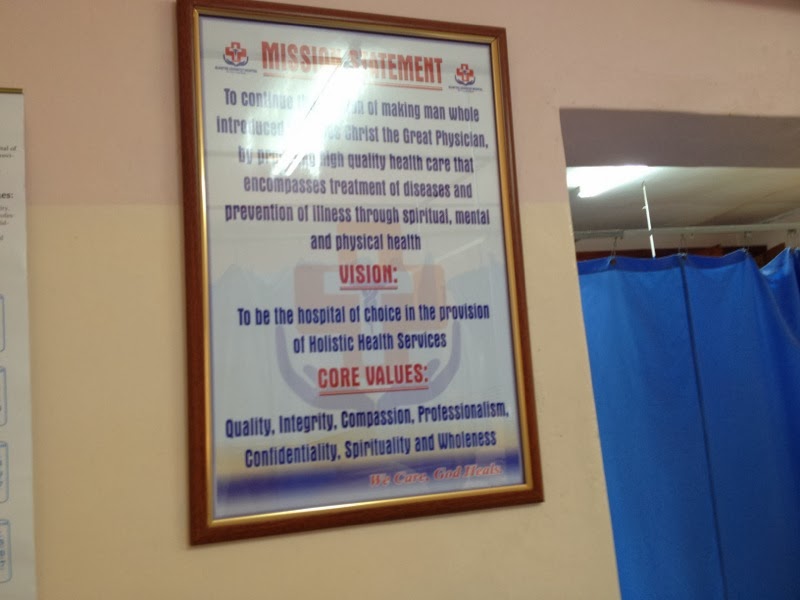 MISSION STATEMENT
To continue of making man whole
introduced Christ the Great Physician,
by high quality health care that
encompasses treatment of diseases and
prevention of illness through spiritual, mental
and physical health
VISION:
To be the hospital of choice in the provision
of Holistic Health Services
CORE VALUES:
Quality, Integrity, Compassion, Professionalism,
Confidentiality, Spirituality and Wholeness
We Care, God Heals.